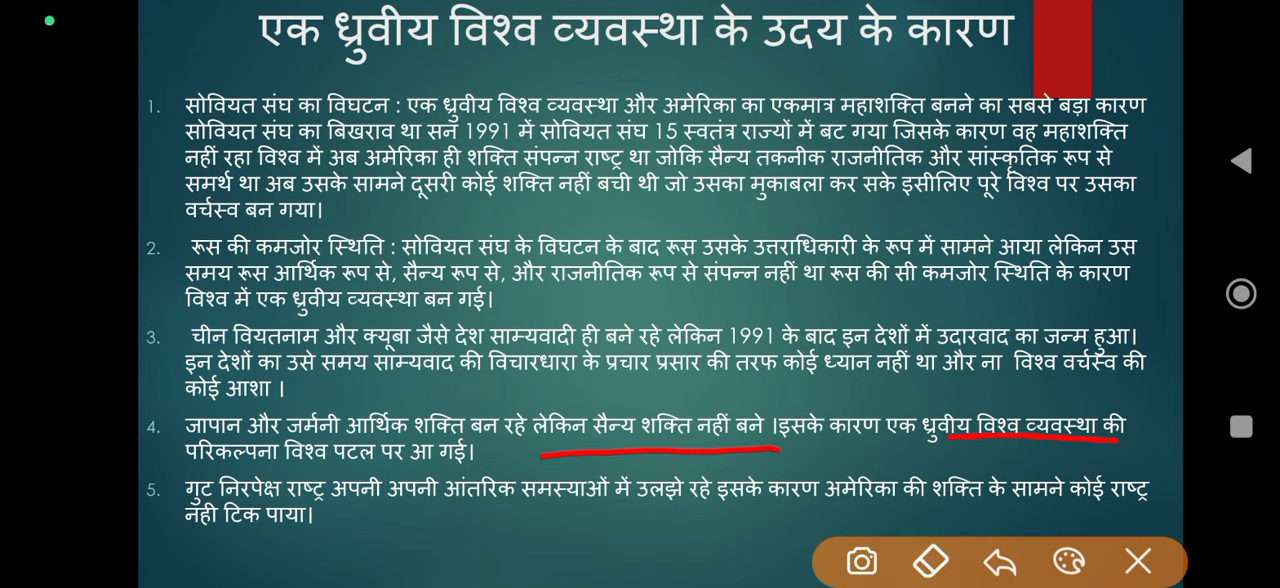 एक ध्रुवीय विश्व व्यवस्था के उदय के कारण
1. सोवियत संघ का विघटन : एक ध्रुवीय विश्व व्यवस्था और अमेरिका का एकमात्र महाशक्ति बनने का सबसे बड़ा कारण
सोवियत संघ का बिखराव था सन 1991 में सोवियत संघ 15 स्वतंत्र राज्यों में बट गया जिसके कारण वह महाशक्ति
नहीं रहा विश्व में अब अमेरिका ही शक्ति संपन्न राष्ट्र था जोकि सैन्य तकनीक राजनीतिक और सांस्कृतिक रूप से
समर्थ था अब उसके सामने दूसरी कोई शक्ति नहीं बची थी जो उसका मुकाबला कर सके इसीलिए पूरे विश्व पर उसका
वर्चस्व बन गया।
2. रूस की कमजोर स्थिति : सोवियत संघ के विघटन के बाद रूस उसके उत्तराधिकारी के रूप में सामने आया लेकिन उस
समय रूस आर्थिक रूप से, सैन्य रूप से, और राजनीतिक रूप से संपन्न नहीं था रूस की सी कमजोर स्थिति के कारण
विश्व में एक ध्रुवीय व्यवस्था बन गई।
3. चीन वियतनाम और क्यूबा जैसे देश साम्यवादी ही बने रहे लेकिन 1991 के बाद इन देशों में उदारवाद का जन्म हुआ।
इन देशों का उसे समय साम्यवाद की विचारधारा के प्रचार प्रसार की तरफ कोई ध्यान नहीं था और ना विश्व वर्चस्व की
कोई आशा ।
4. जापान और जर्मनी आर्थिक शक्ति बन रहे लेकिन सैन्य शक्ति नहीं बने ।इसके कारण एक ध्रुवीय विश्व व्यवस्था की
परिकल्पना विश्व पटल पर आ गई।
5. गुट निरपेक्ष राष्ट्र अपनी अपनी आंतरिक समस्याओं में उलझे रहे इसके कारण अमेरिका की शक्ति के सामने कोई राष्ट्र
नही टिक पाया।